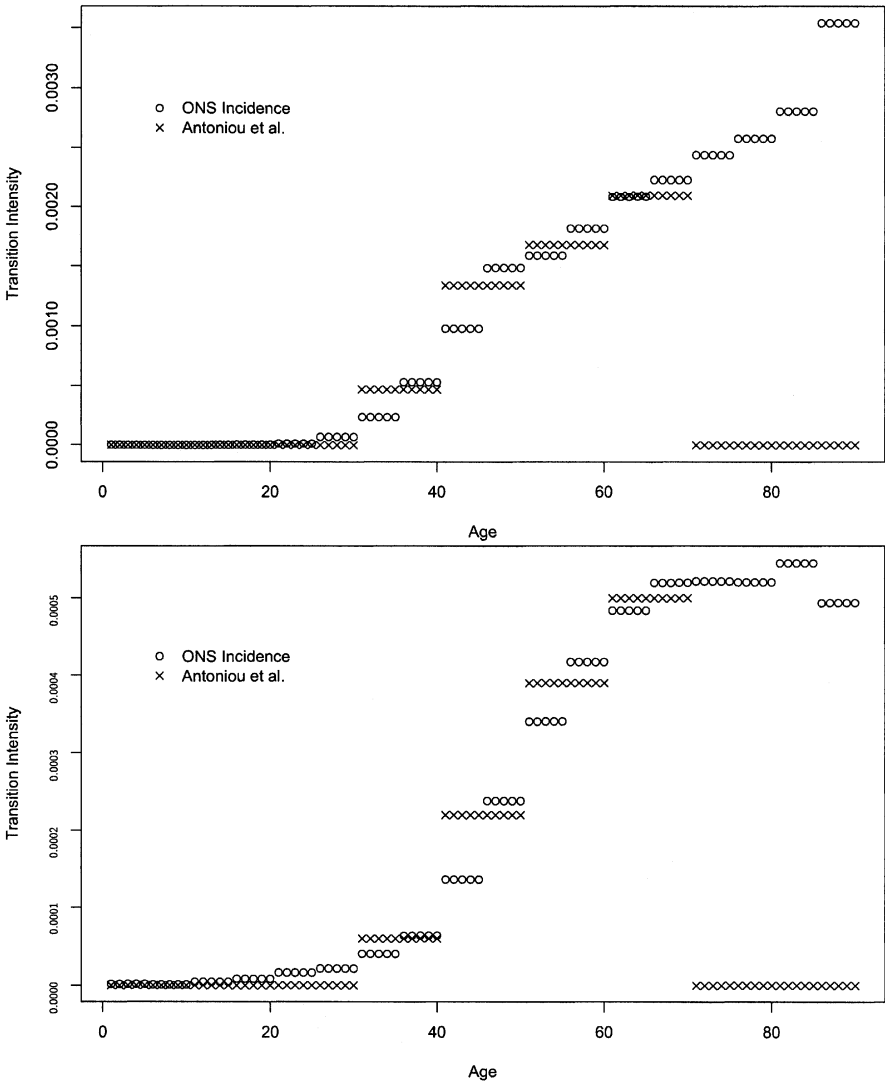 0.0030
0.0020
0.0010
0.0000
Transition Intensity
ONS Incidence
Antoniou et al.
0 20 40 60 80
Age
0.0005
0.0004
0.0003
0.0002
0.0001
0.0000
Transition Intensity
ONS Incidence
Antoniou et al.
0 20 40 60 80
Age